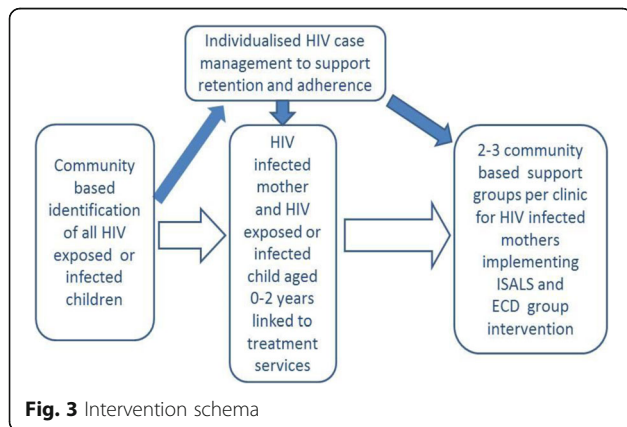 Individualised HIV case
management to support
retention and adherence
Community
based
identification
of all HIV
exposed or
infected
children
HIV
infected
mother
and HIV
exposed or
infected
child aged
0-2 years
linked to
treatment
services
2-3 community
based support
groups per clinic
for HIV infected
mothers
implementing
ISALS and
ECD group
intervention
Fig. 3 Intervention schema